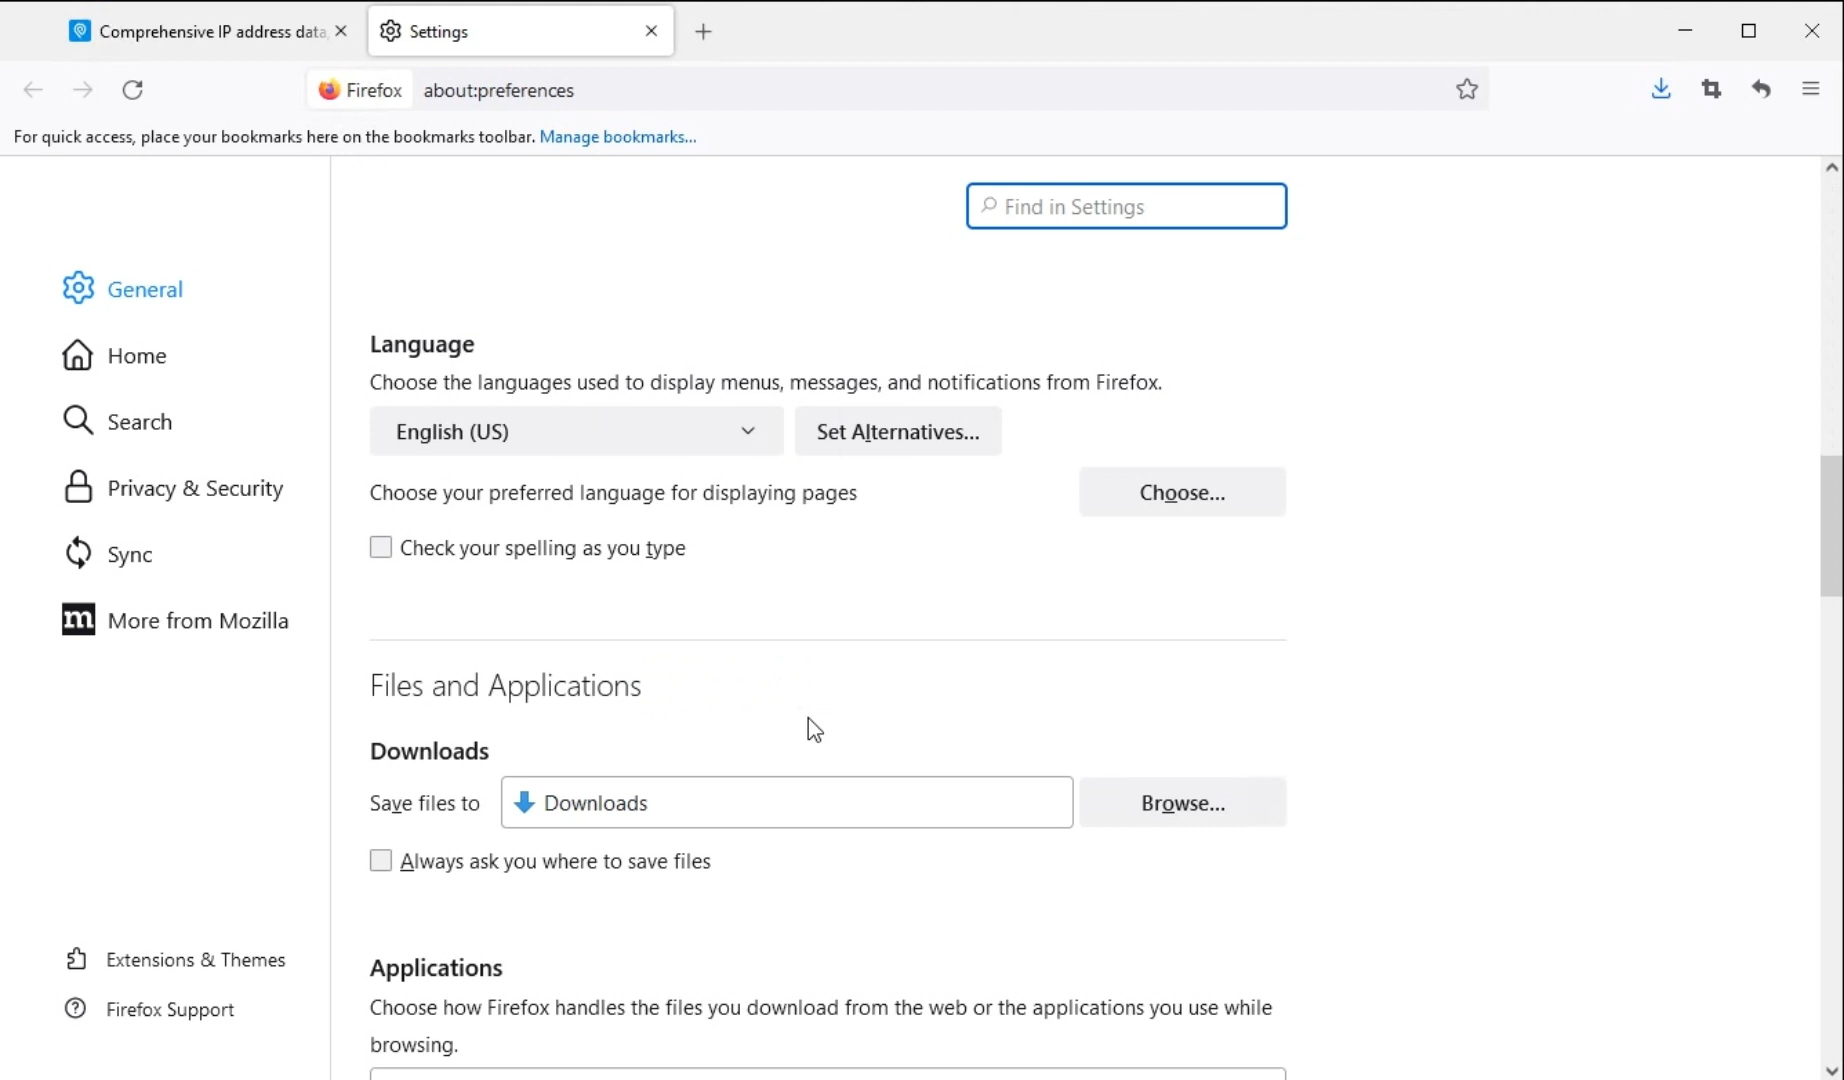 Comprehensive IP address data,
Settings
Firefox about:preferences
For quick access, place your bookmarks here on the bookmarks toolbar. Manage bookmarks...
Find in Settings
General
Home
Search
Privacy & Security
Sync
m More from Mozilla
Extensions & Themes
Firefox Support
Language
Choose the languages used to display menus, messages, and notifications from Firefox.
English (US) Set Alternatives...
Choose your preferred language for displaying pages Choose...
Check your spelling as you type
Files and Applications
Downloads
Save files to Downloads Browse...
Always ask you where to save files
Applications
Choose how Firefox handles the files you download from the web or the applications you use while
browsing.